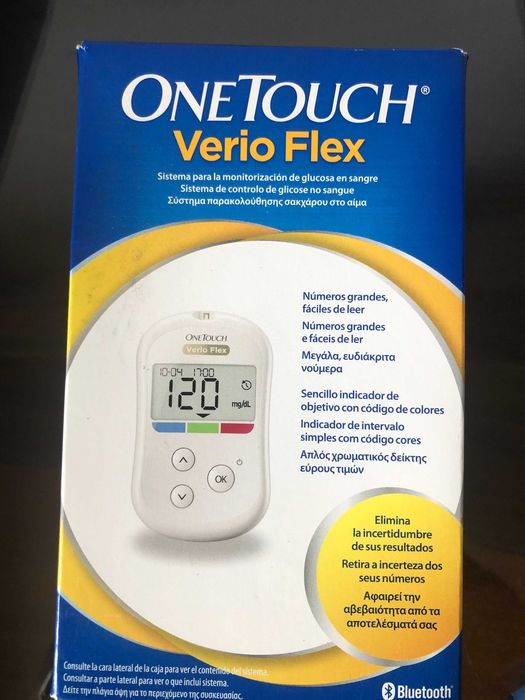 ONETOUCH®
Verio Flex
Sistema para la monitorización de glucosa en sangre
Sistema de controlo de glicose no sangue
Σύστημα παρακολούθησης σακχάρου στο αίμα
Números grandes,
fáciles de leer
Números grandes
e fáceis de ler
Μεγάλα, ευδιάκριτα
νούμερα
Sencillo indicador de
objetivo con código de colores
Indicador de intervalo
simples com código cores
Απλός χρωματικός δείκτης
εύρους τιμών
ONETOUCH
Verio Flex
10-04 17:00
120
mg/dL
OK
Elimina
la incertidumbre
de sus resultados
Retira a incerteza dos
seus números
Αφαιρεί την
αβεβαιότητα από τα
αποτελέσματά σας
Consulte la cara lateral de la caja para ver el contenido del sistema.
Consultar a parte lateral para ver o que inclui sistema.
Δείτε την πλάγια όψη για το περιεχόμενο της συσκευασίας.
Bluetooth®